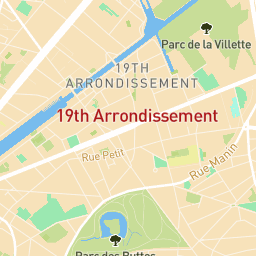 Parc de la Villette
19TH
ARRONDISSEMENT
19th Arrondissement
Rue Petit
Rue Manin
Parc des Buttes